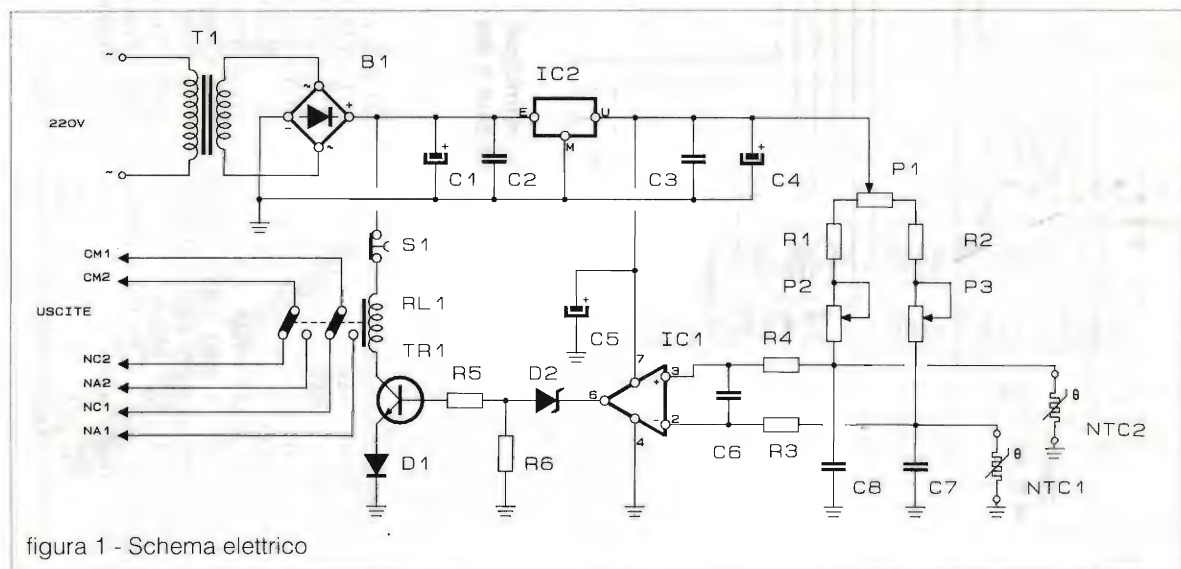 T1
B1
IC2
220V
~
~
~
~
-
+
E
U
M
+
C1
C2
C3
+
C4
P1
R1
R2
P2
P3
S1
CM1
CM2
USCITE
RL1
TR1
NC2
NA2
NC1
NA1
+
C5
IC1
R4
R5
D2
7
6
+
3
-
2
4
C6
R3
R6
D1
C8
C7
θ
NTC2
θ
NTC1
figura 1 - Schema elettrico